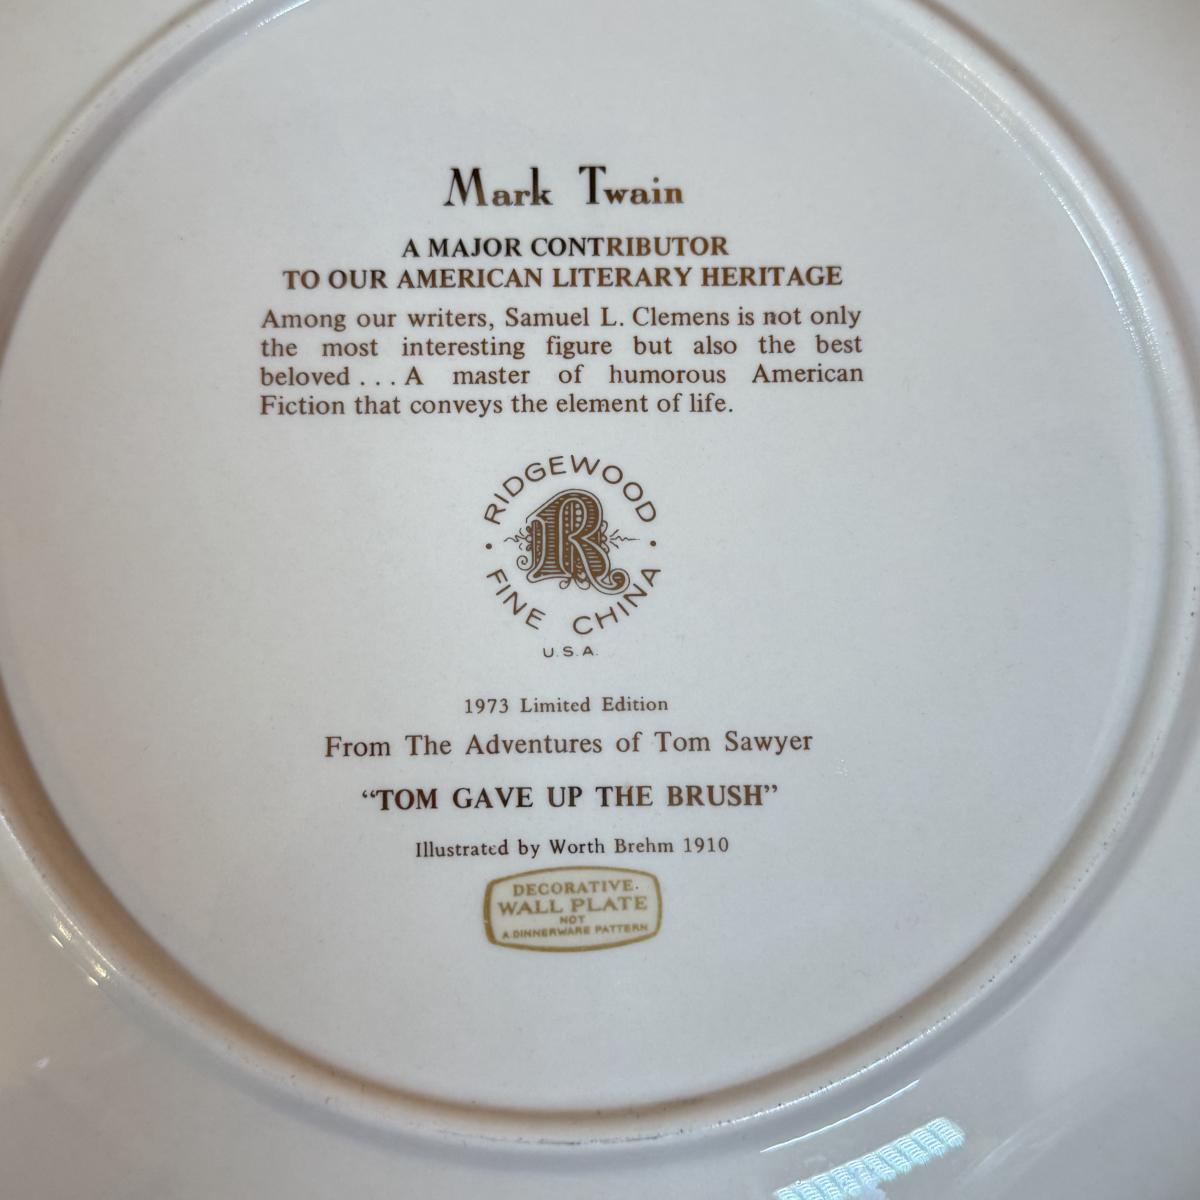 Mark Twain
A MAJOR CONTRIBUTOR
TO OUR AMERICAN LITERARY HERITAGE
Among our writers, Samuel L. Clemens is not only
the most interesting figure but also the best
beloved . . . A master of humorous American
Fiction that conveys the element of life.
RIDGEWOOD
R
FINE CHINA
U.S.A.
1973 Limited Edition
From The Adventures of Tom Sawyer
“TOM GAVE UP THE BRUSH”
Illustrated by Worth Brehm 1910
DECORATIVE
WALL PLATE
NOT
A DINNERWARE PATTERN